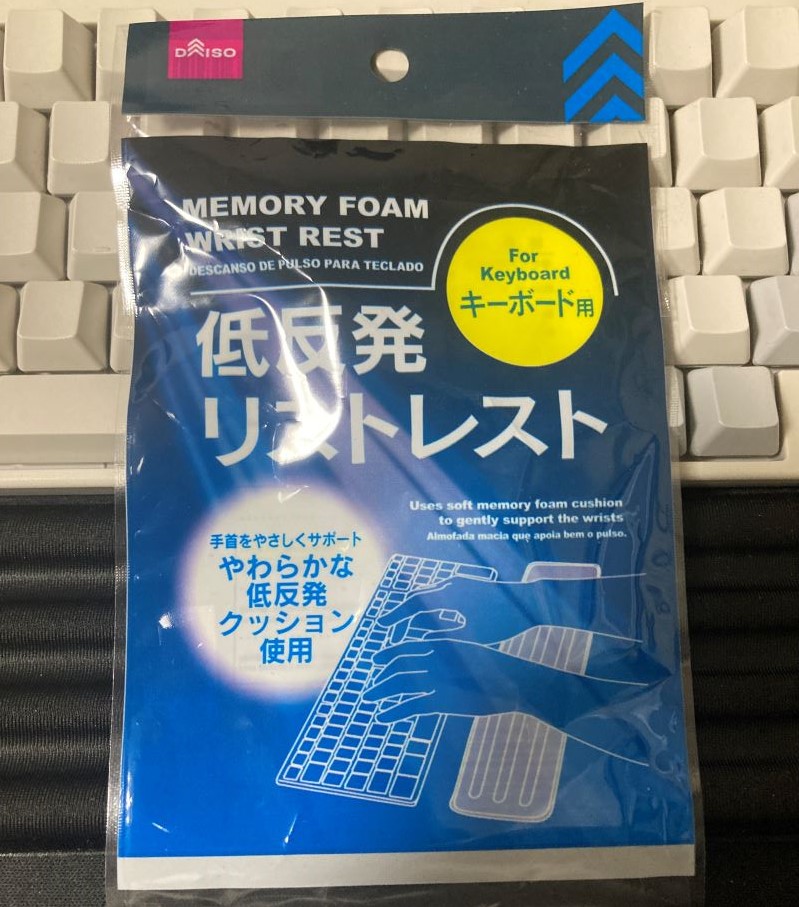 DAISO
MEMORY FOAM
WRIST REST
DESCANSO DE PULSO PARA TECLADO
For
Keyboard
キーボード用
低反発
リストレスト
Uses soft memory foam cushion
to gently support the wrists
Almofada macia que apoia bem o pulso.
手首をやさしくサポート
やわらかな
低反発
クッション
使用